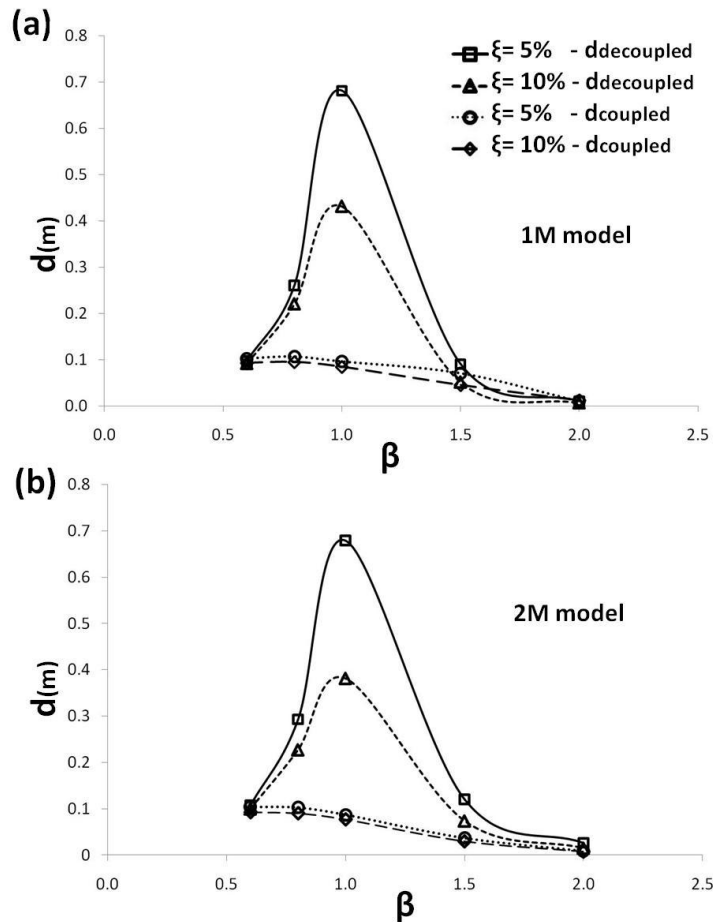 (a)
0.8
0.7
0.6
0.5
0.4
0.3
0.2
0.1
0.0
d(m)
ξ= 5% - ddecoupled
ξ= 10% - ddecoupled
ξ= 5% - dcoupled
ξ= 10% - dcoupled
1M model
0.0 0.5 1.0 1.5 2.0 2.5
β
(b)
0.8
0.7
0.6
0.5
0.4
0.3
0.2
0.1
0
d(m)
2M model
0.0 0.5 1.0 1.5 2.0 2.5
β